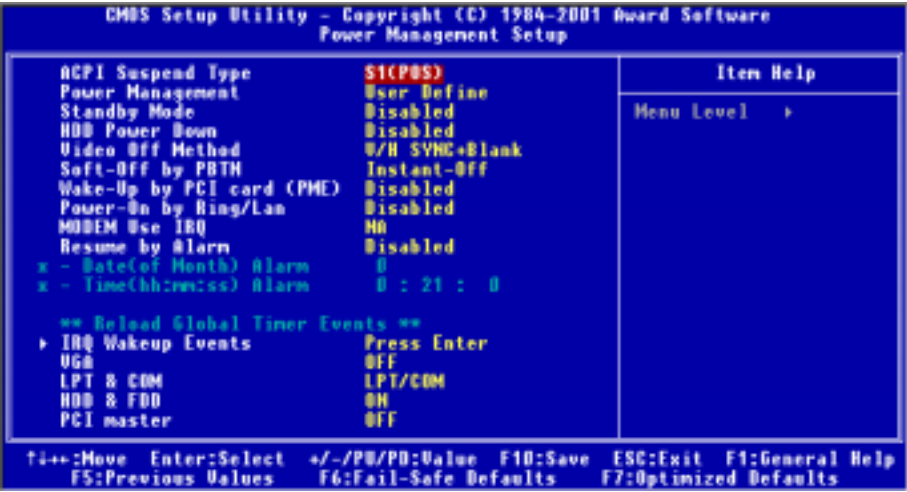 CMOS Setup Utility - Copyright (C) 1984-2001 Award Software
Power Management Setup
ACPI Suspend Type S1(POS)
Power Management User Define
Standby Mode Disabled
HDD Power Down Disabled
Video Off Method V/H SYNC+Blank
Soft-Off by PBTN Instant-Off
Wake-Up by PCI card (PME) Disabled
Power-On by Ring/Lan Disabled
MODEM Use IRQ NA
Resume by Alarm Disabled
x - Date(of Month) Alarm 0
x - Time(hh:mm:ss) Alarm 0 : 21 : 0
** Reload Global Timer Events **
▸ IRQ Wakeup Events Press Enter
VGA OFF
LPT & COM LPT/COM
HDD & FDD ON
PCI master OFF
Item Help
Menu Level ▸
↑↓→←:Move Enter:Select +/-/PU/PD:Value F10:Save ESC:Exit F1:General Help
F5:Previous Values F6:Fail-Safe Defaults F7:Optimized Defaults